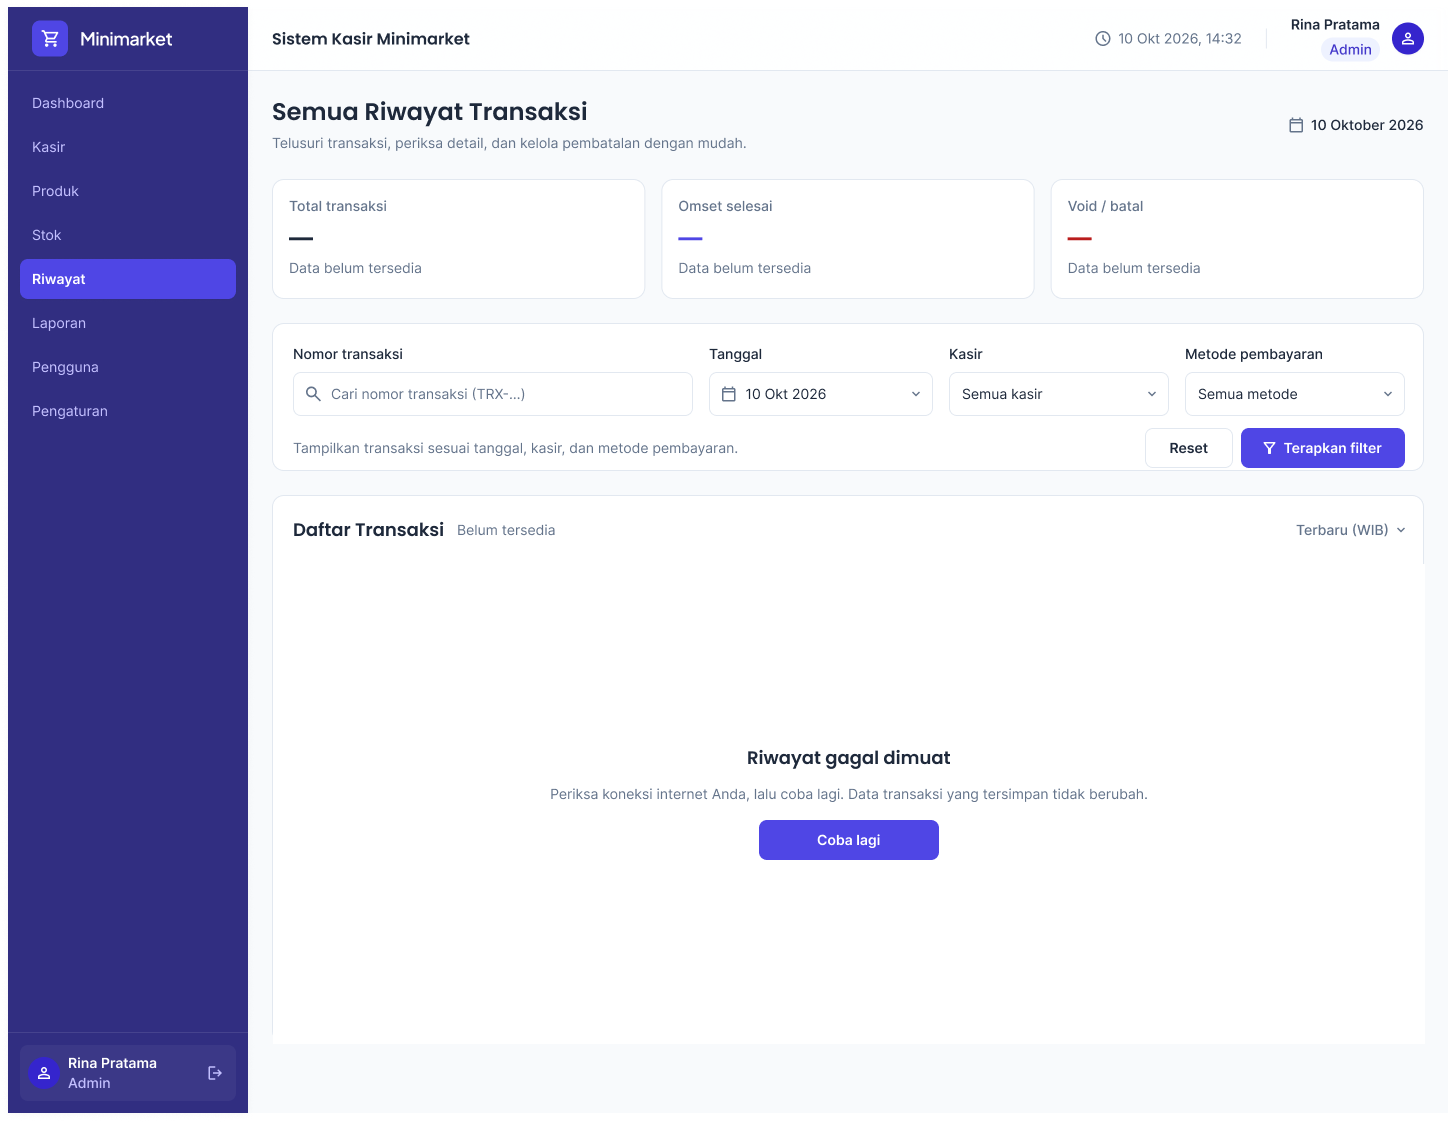 Minimarket
Sistem Kasir Minimarket
10 Okt 2026, 14:32
Rina Pratama
Admin
Dashboard
Kasir
Produk
Stok
Riwayat
Laporan
Pengguna
Pengaturan
Semua Riwayat Transaksi
Telusuri transaksi, periksa detail, dan kelola pembatalan dengan mudah.
10 Oktober 2026
Total transaksi
—
Data belum tersedia
Omset selesai
—
Data belum tersedia
Void / batal
—
Data belum tersedia
Nomor transaksi
Cari nomor transaksi (TRX-...)
Tanggal
10 Okt 2026
Kasir
Semua kasir
Metode pembayaran
Semua metode
Tampilkan transaksi sesuai tanggal, kasir, dan metode pembayaran.
Reset
Terapkan filter
Daftar Transaksi
Belum tersedia
Terbaru (WIB)
Riwayat gagal dimuat
Periksa koneksi internet Anda, lalu coba lagi. Data transaksi yang tersimpan tidak berubah.
Coba lagi
Rina Pratama
Admin